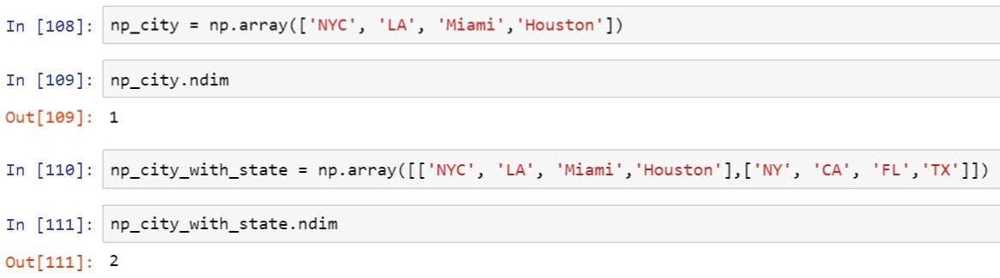 In [108]: np_city = np.array(['NYC', 'LA', 'Miami','Houston'])
In [109]: np_city.ndim
Out[109]: 1
In [110]: np_city_with_state = np.array([['NYC', 'LA', 'Miami','Houston'],['NY', 'CA', 'FL','TX']])
In [111]: np_city_with_state.ndim
Out[111]: 2